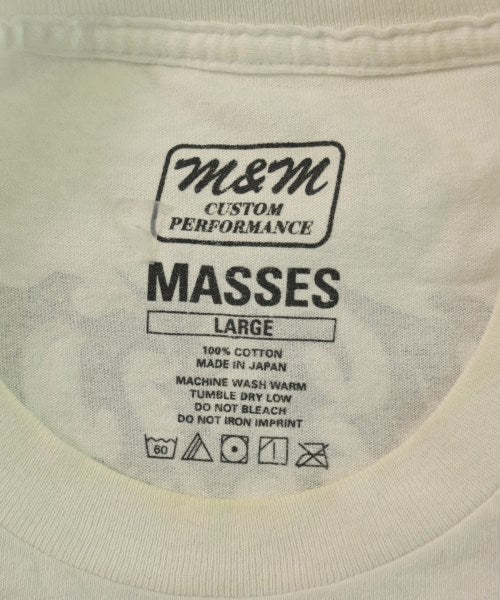 M&M
CUSTOM
PERFORMANCE
MASSES
LARGE
100% COTTON
MADE IN JAPAN
MACHINE WASH WARM
TUMBLE DRY LOW
DO NOT BLEACH
DO NOT IRON IMPRINT
60